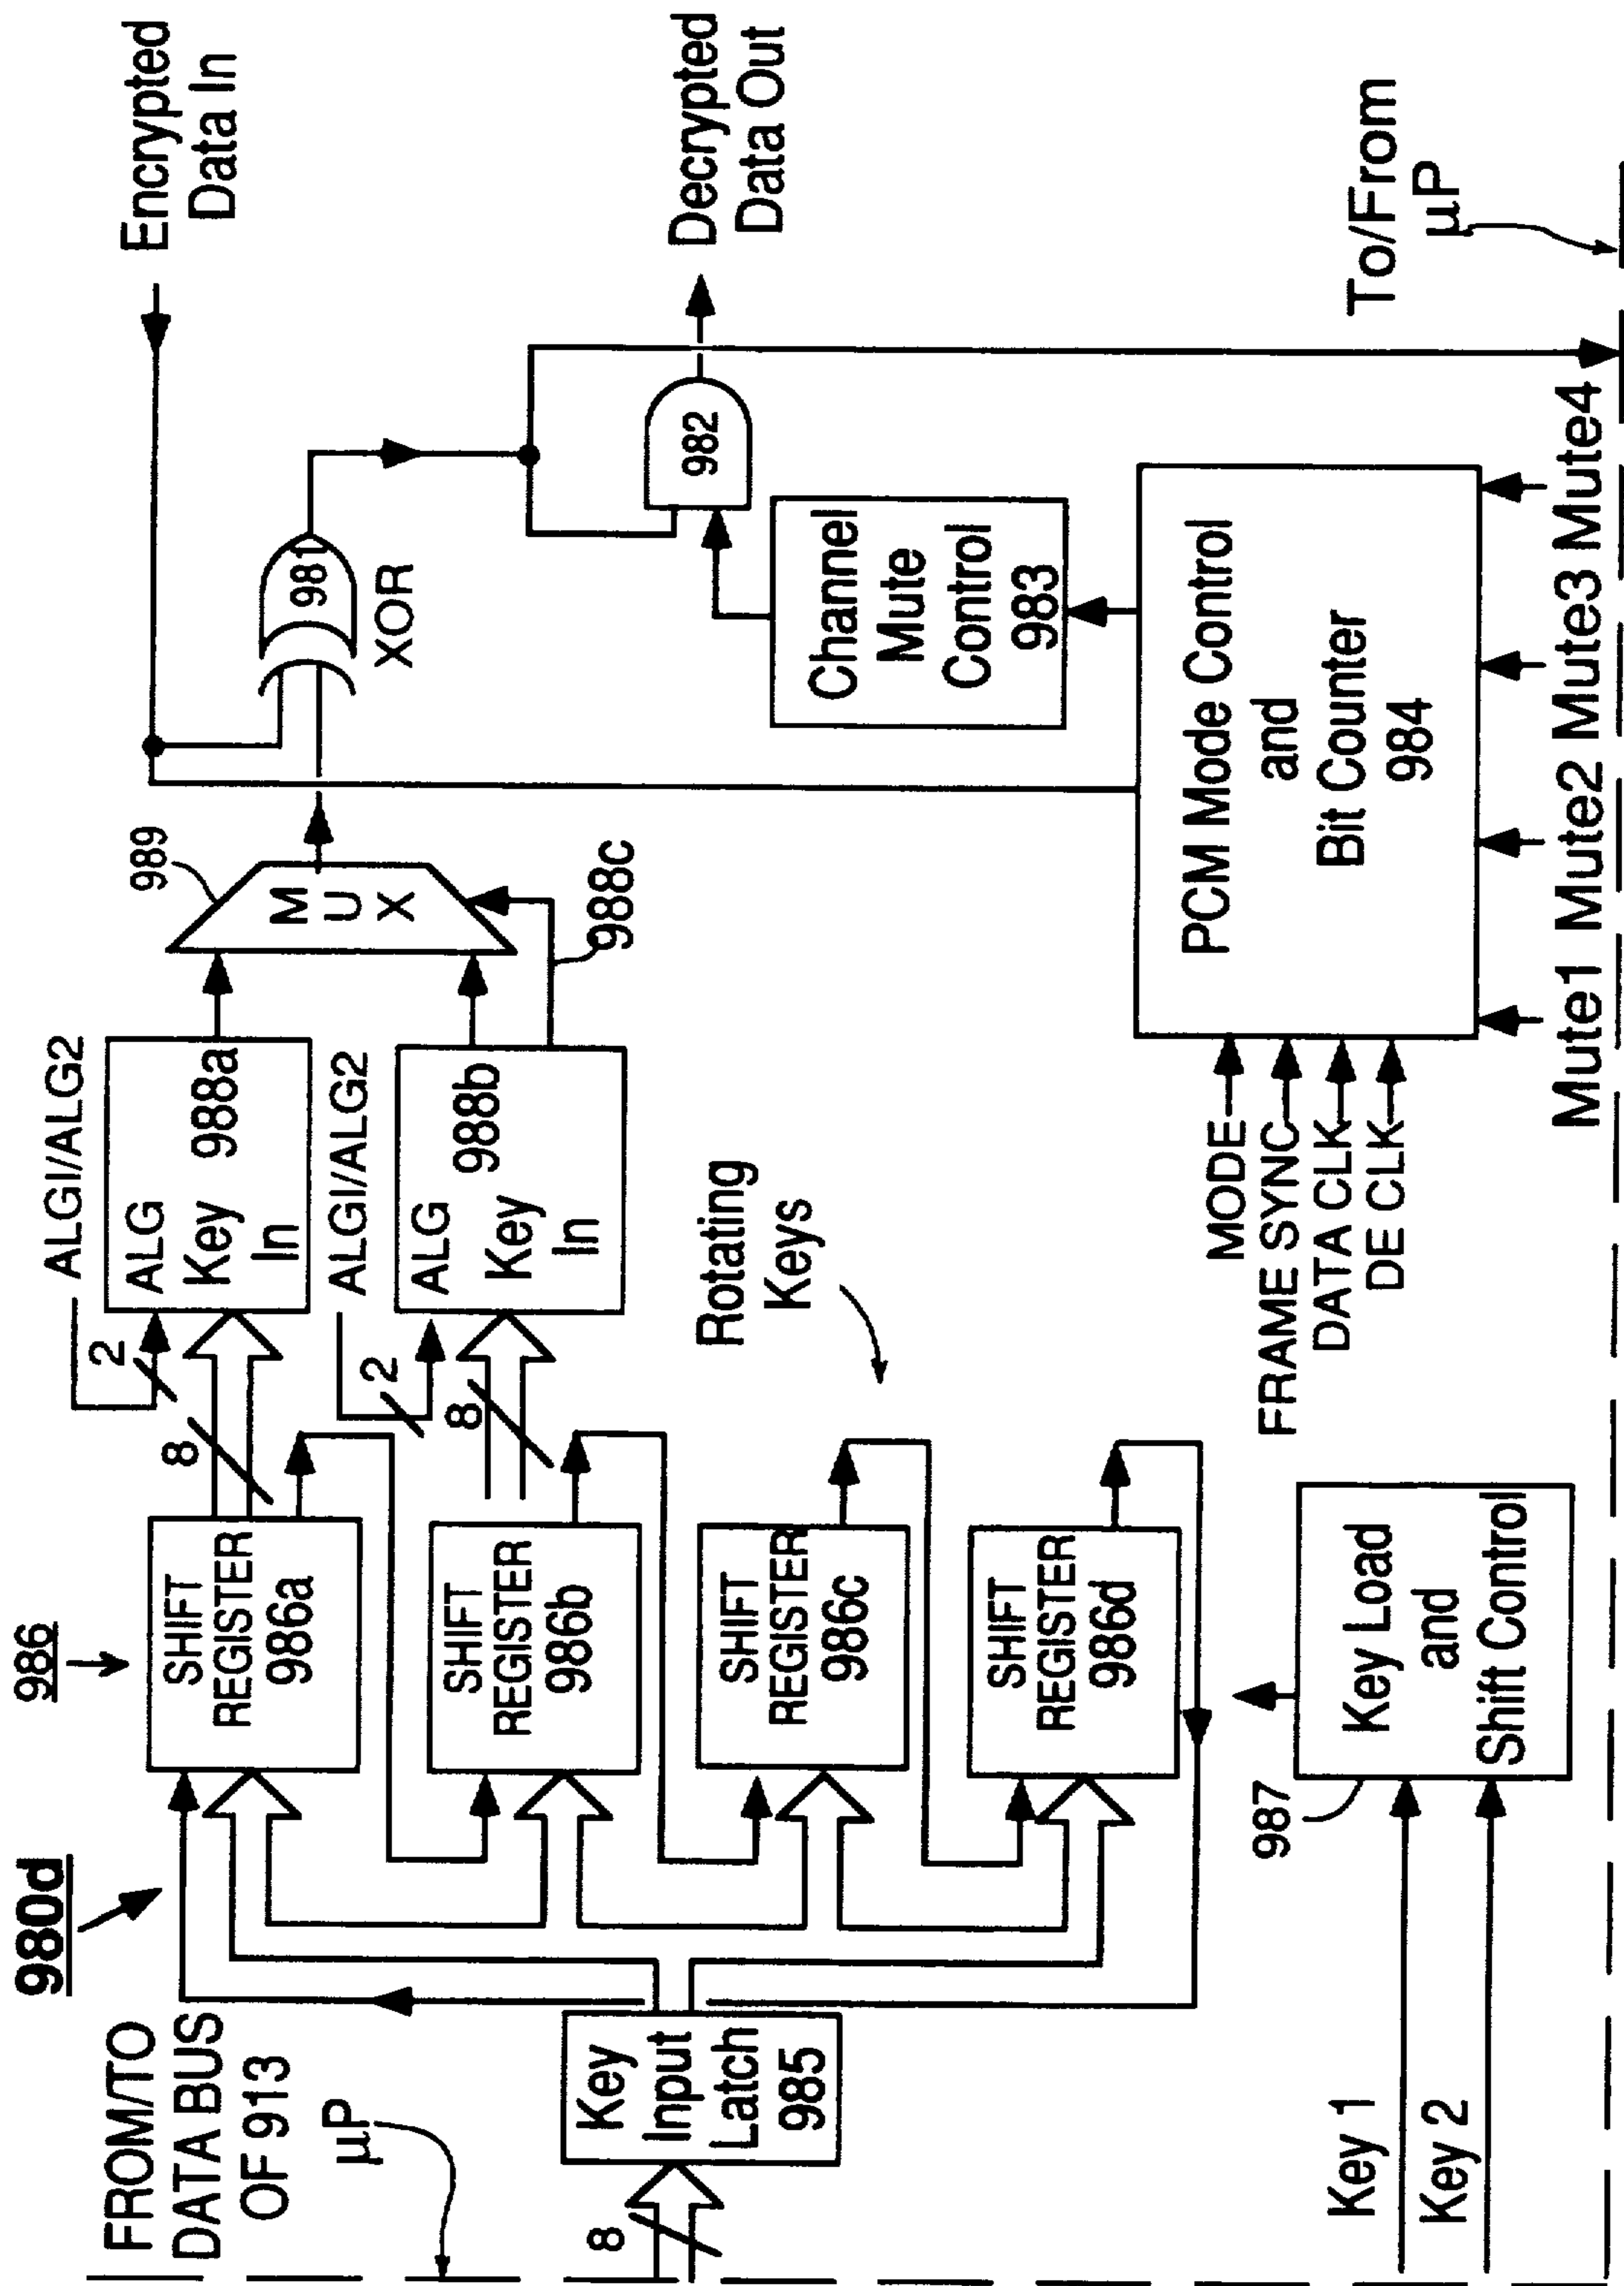 980d
986
FROM/TO
DATA BUS
OF 913
µP
8
Key
Input
Latch
985
SHIFT
REGISTER
986a
SHIFT
REGISTER
986b
SHIFT
REGISTER
986c
SHIFT
REGISTER
986d
8
2
ALGI/ALG2
ALG
Key
In
988a
8
2
ALGI/ALG2
ALG
Key
In
988b
988c
989
M
U
X
Rotating
Keys
981
XOR
Encrypted
Data In
982
Decrypted
Data Out
Channel
Mute
Control
983
Key 1
Key 2
987
Key Load
and
Shift Control
MODE
FRAME SYNC
DATA CLK
DE CLK
PCM Mode Control
and
Bit Counter
984
Mute1 Mute2 Mute3 Mute4
To/From
µP